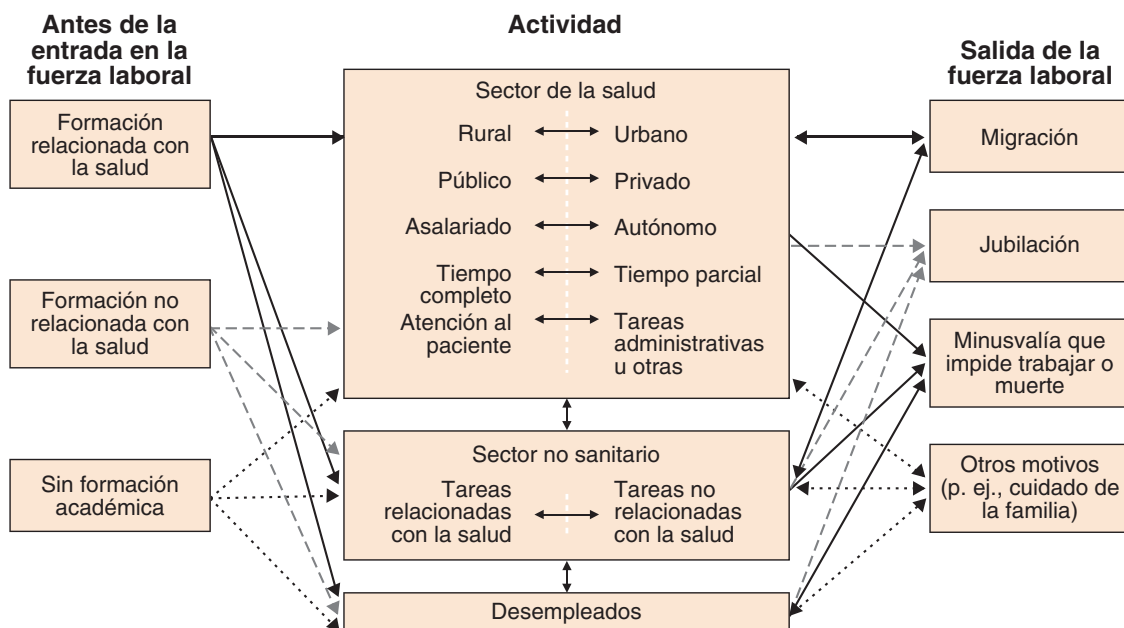 Antes de la
entrada en la
fuerza laboral
Formación
relacionada con
la salud
Formación no
relacionada con
la salud
Sin formación
académica
Actividad
Sector de la salud
Rural
Urbano
Público
Privado
Asalariado
Autónomo
Tiempo
completo
Tiempo parcial
Atención al
paciente
Tareas
administrativas
u otras
Sector no sanitario
Tareas
relacionadas
con la salud
Tareas no
relacionadas
con la salud
Desempleados
Salida de la
fuerza laboral
Migración
Jubilación
Minusvalía que
impide trabajar o
muerte
Otros motivos
(p. ej., cuidado de
la familia)